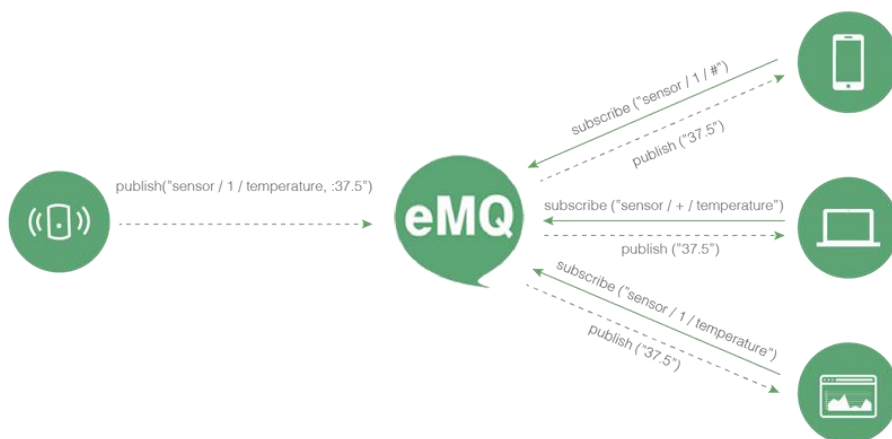 subscribe ("sensor / 1 / #")
publish ("37.5")
publish("sensor / 1 / temperature, :37.5")
eMQ
subscribe ("sensor / + / temperature")
publish ("37.5")
subscribe ("sensor / 1 / temperature")
publish ("37.5")